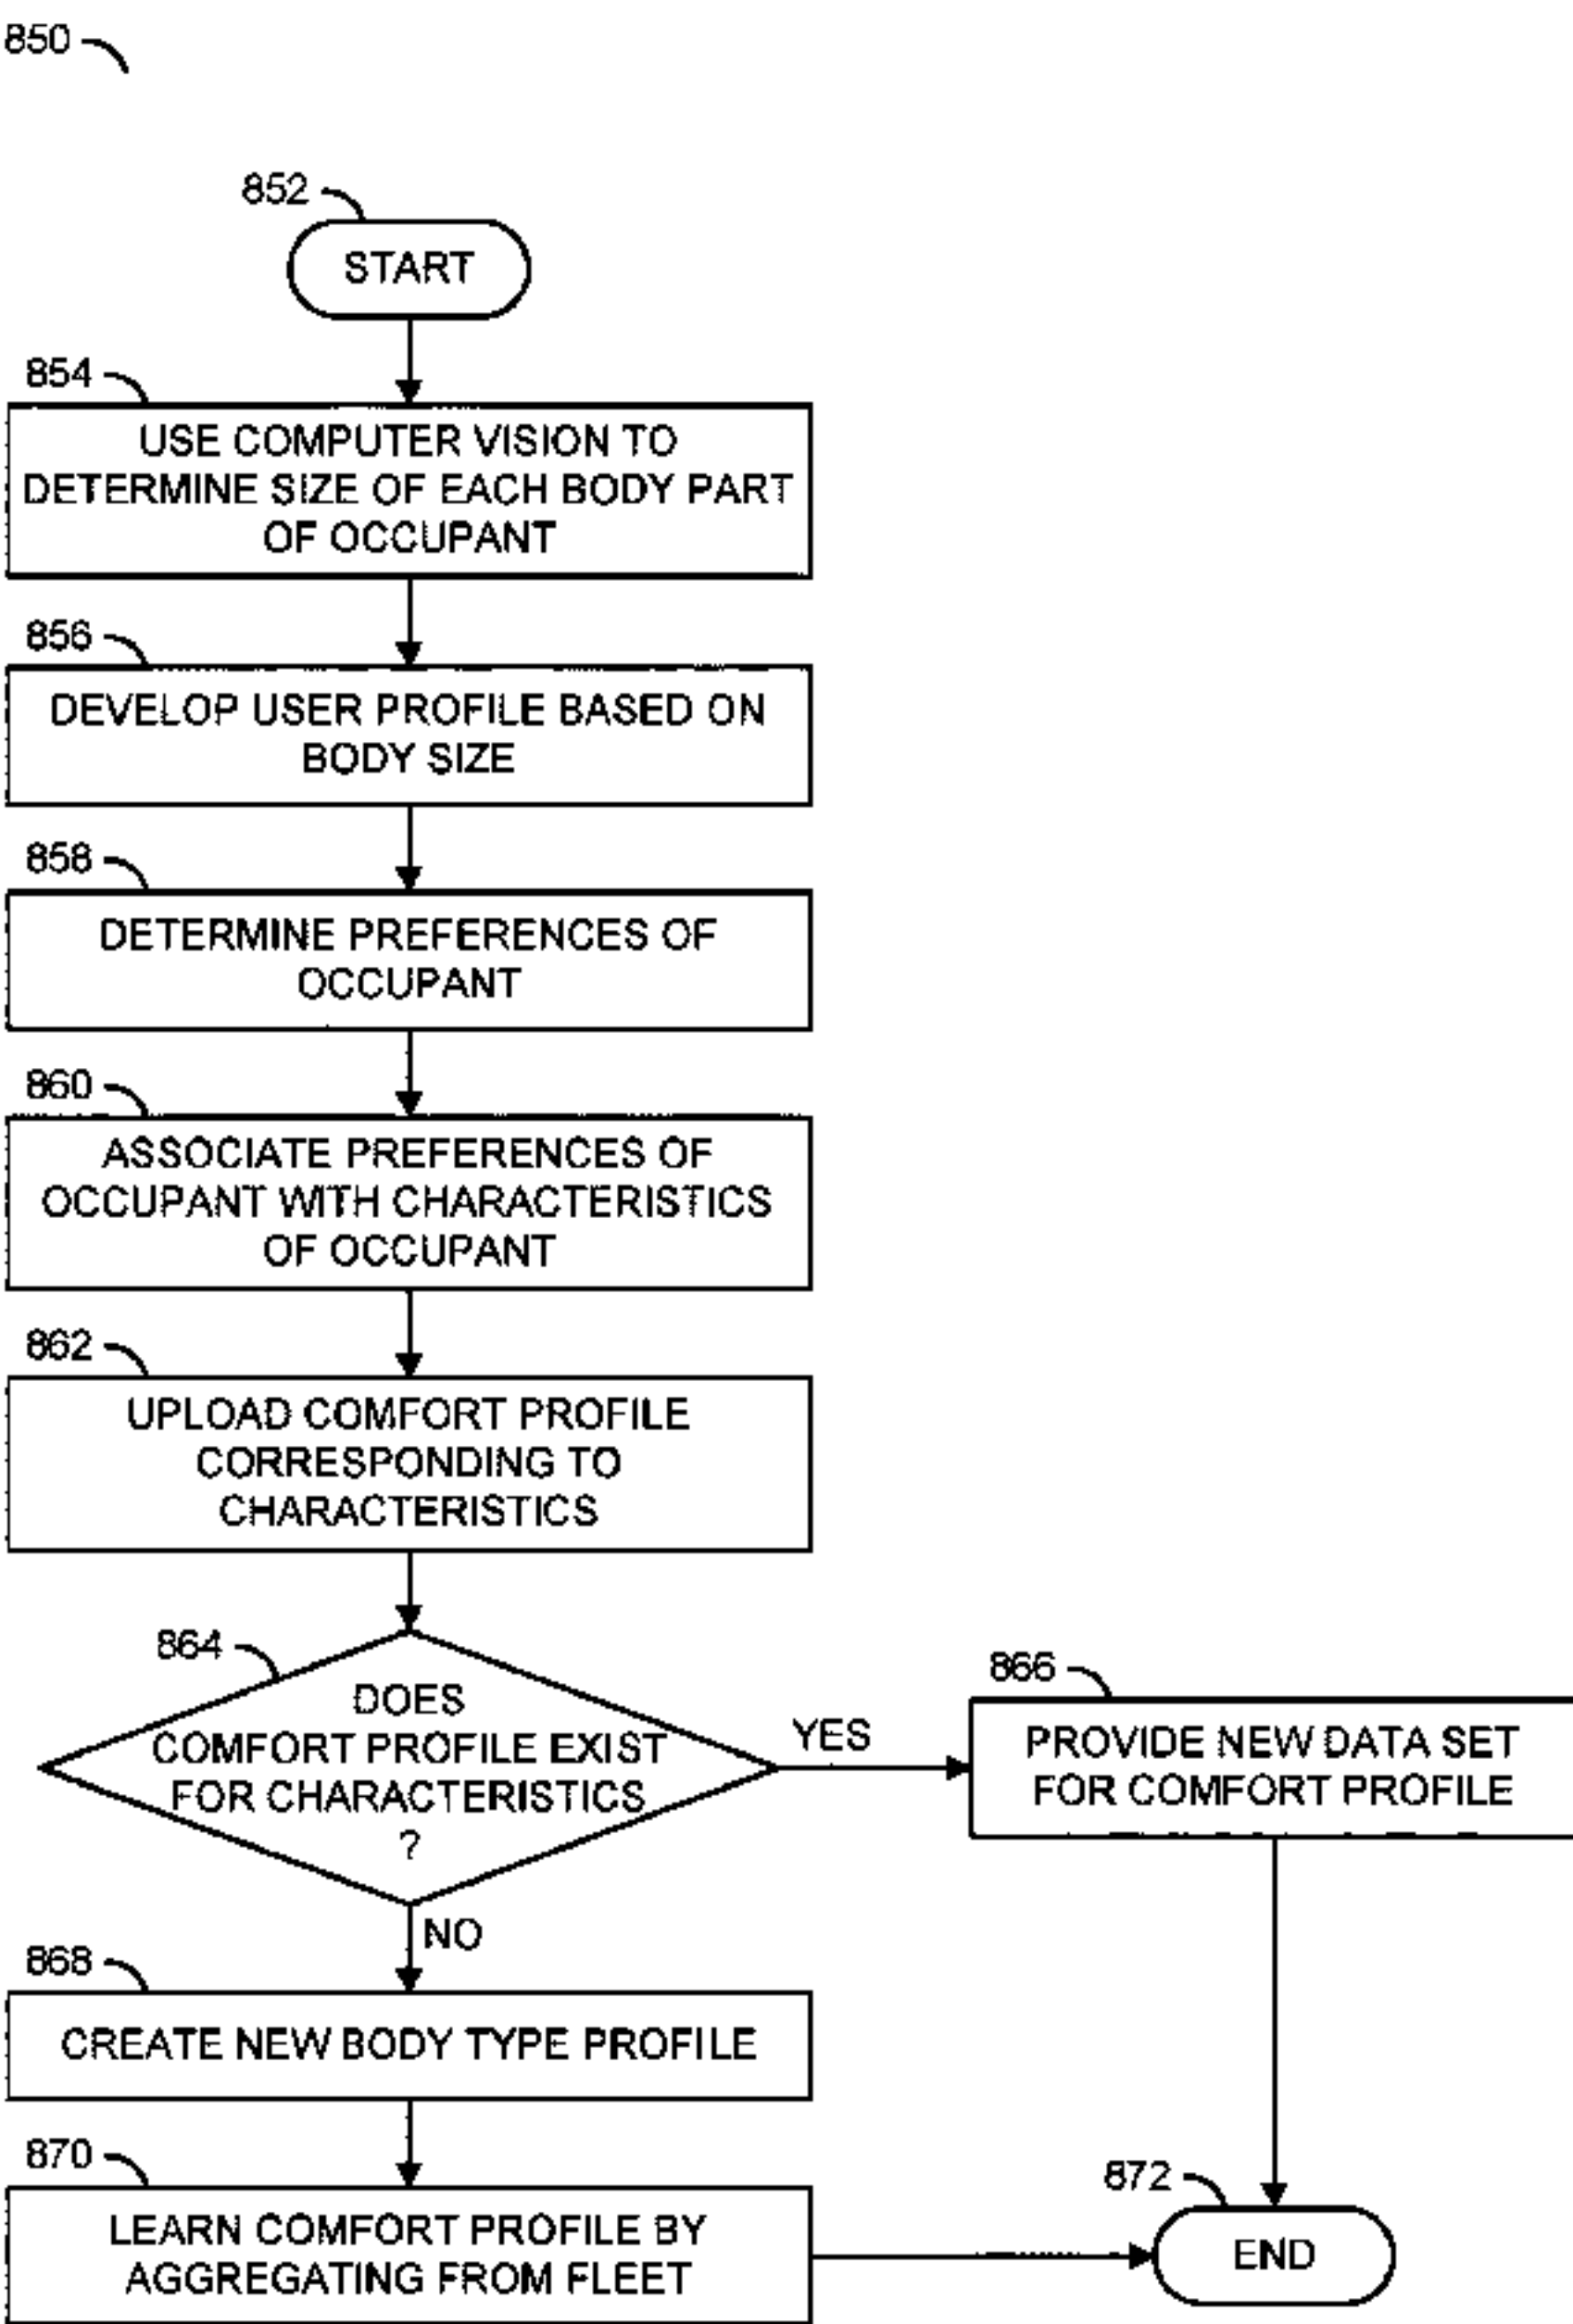 850
852
START
854
USE COMPUTER VISION TO
DETERMINE SIZE OF EACH BODY PART
OF OCCUPANT
856
DEVELOP USER PROFILE BASED ON
BODY SIZE
858
DETERMINE PREFERENCES OF
OCCUPANT
860
ASSOCIATE PREFERENCES OF
OCCUPANT WITH CHARACTERISTICS
OF OCCUPANT
862
UPLOAD COMFORT PROFILE
CORRESPONDING TO
CHARACTERISTICS
864
DOES
COMFORT PROFILE EXIST
FOR CHARACTERISTICS
?
YES
866
PROVIDE NEW DATA SET
FOR COMFORT PROFILE
NO
868
CREATE NEW BODY TYPE PROFILE
870
LEARN COMFORT PROFILE BY
AGGREGATING FROM FLEET
872
END